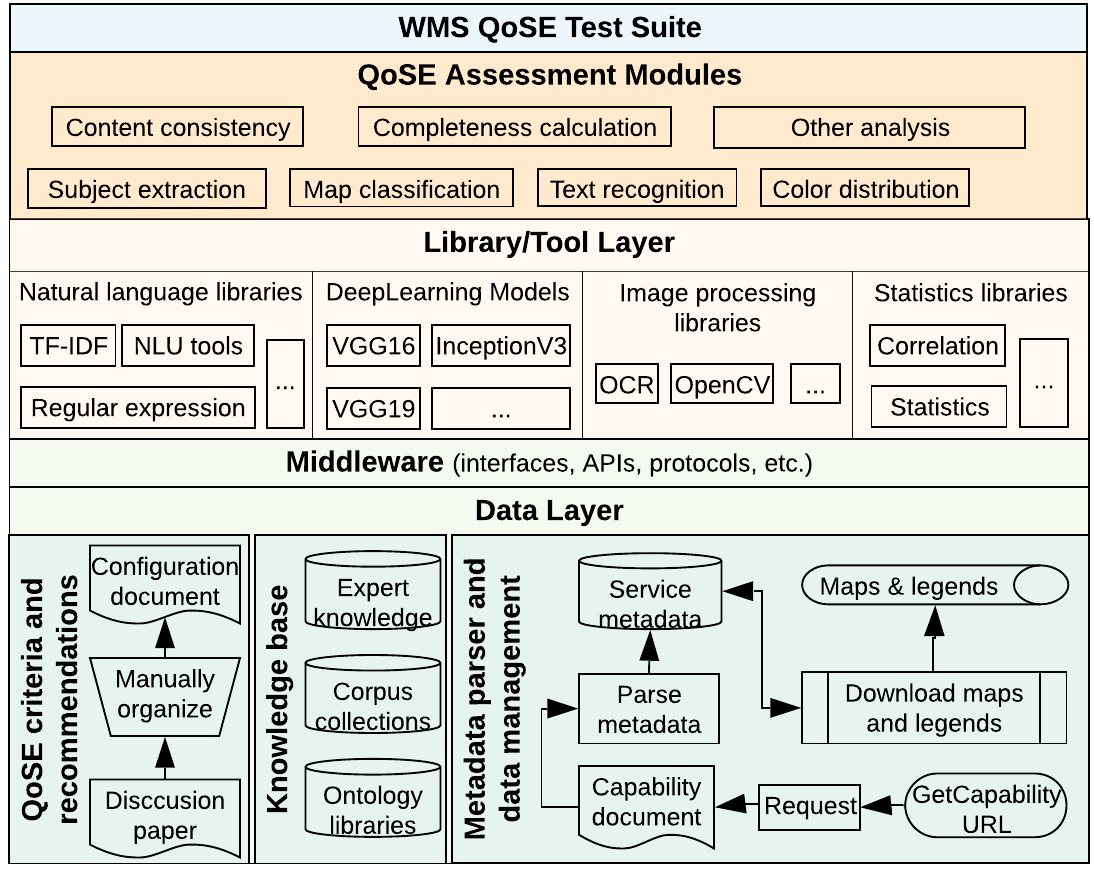 WMS QoSE Test Suite
QoSE Assessment Modules
Content consistency
Completeness calculation
Other analysis
Subject extraction
Map classification
Text recognition
Color distribution
Library/Tool Layer
Natural language libraries
TF-IDF
NLU tools
...
Regular expression
DeepLearning Models
VGG16
InceptionV3
VGG19
...
Image processing
libraries
OCR
OpenCV
...
Statistics libraries
Correlation
...
Statistics
Middleware (interfaces, APIs, protocols, etc.)
Data Layer
QoSE criteria and
recommendations
Configuration
document
Manually
organize
Disccusion
paper
Knowledge base
Expert
knowledge
Corpus
collections
Ontology
libraries
Metadata parser and
data management
Service
metadata
Maps & legends
Parse
metadata
Download maps
and legends
Capability
document
Request
GetCapability
URL